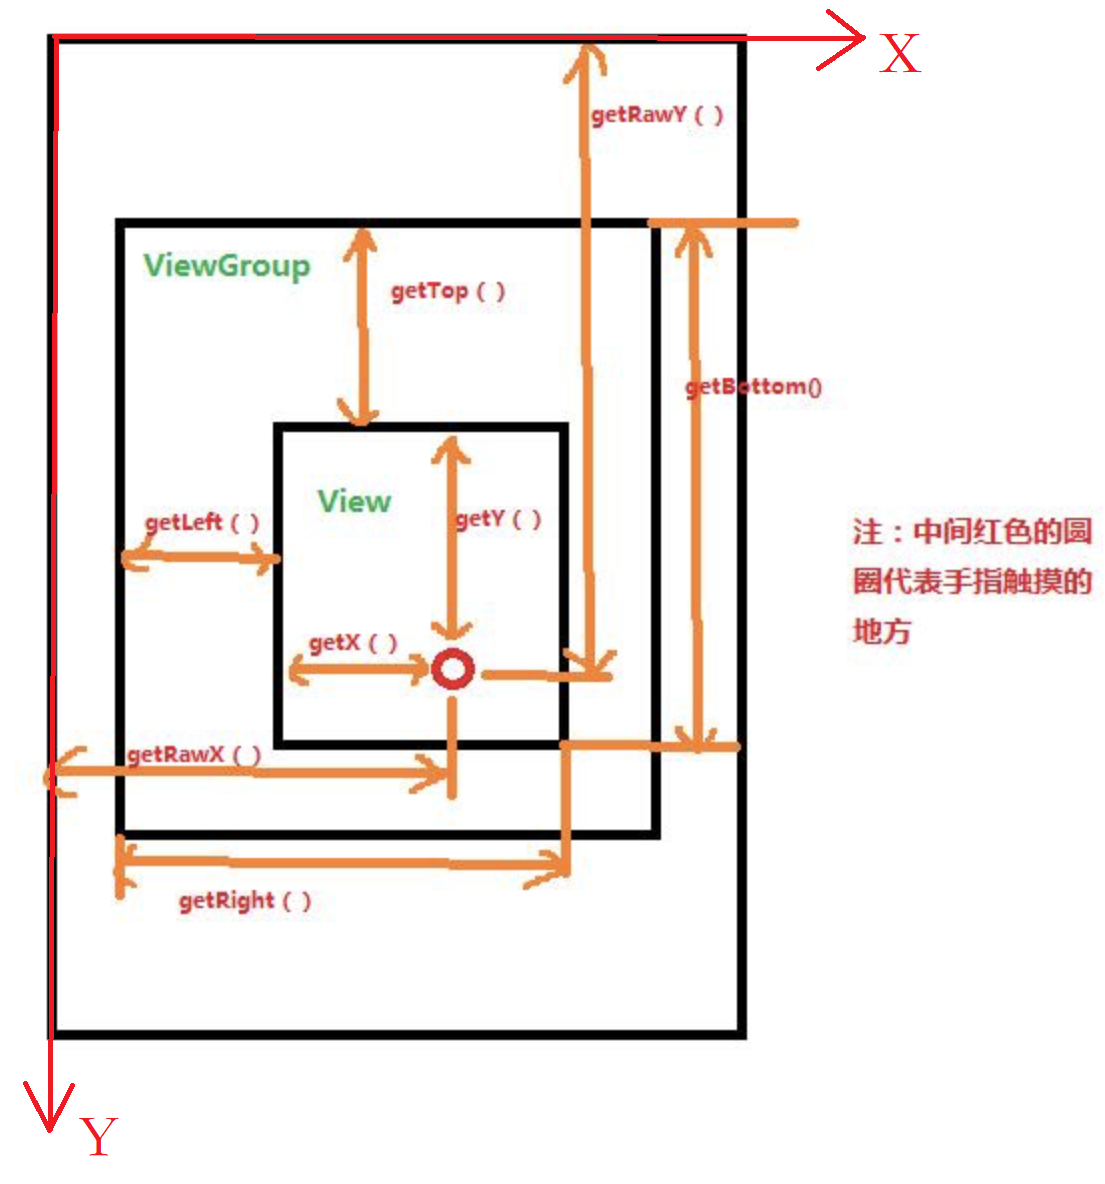 X
getRawY ( )
ViewGroup
getTop ( )
getBottom()
View
getLeft ( )
getY ( )
注：中间红色的圆
圈代表手指触摸的
地方
getX ( )
getRawX ( )
getRight ( )
Y